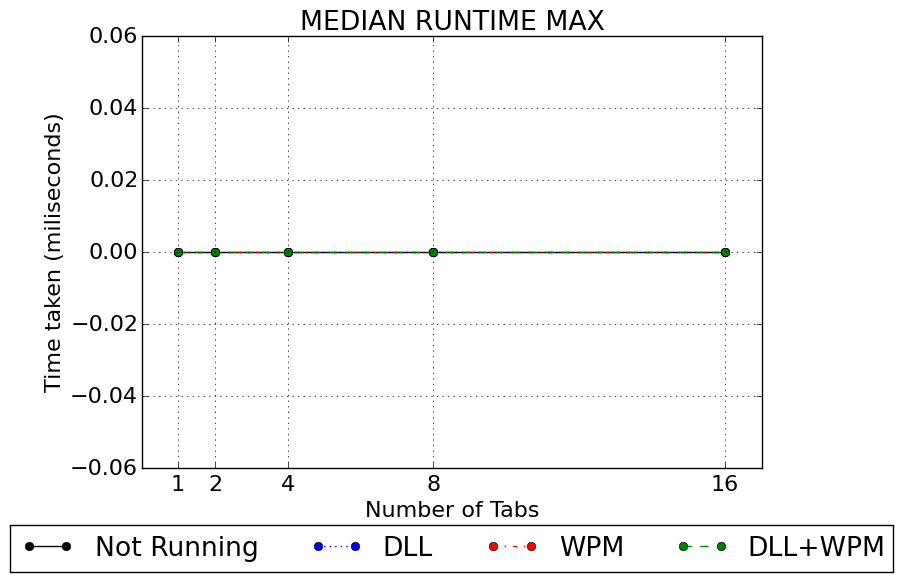 MEDIAN RUNTIME MAX
0.06
0.04
0.02
0.00
−0.02
−0.04
−0.06
Time taken (miliseconds)
1 2 4 8 16
Number of Tabs
Not Running DLL WPM DLL+WPM